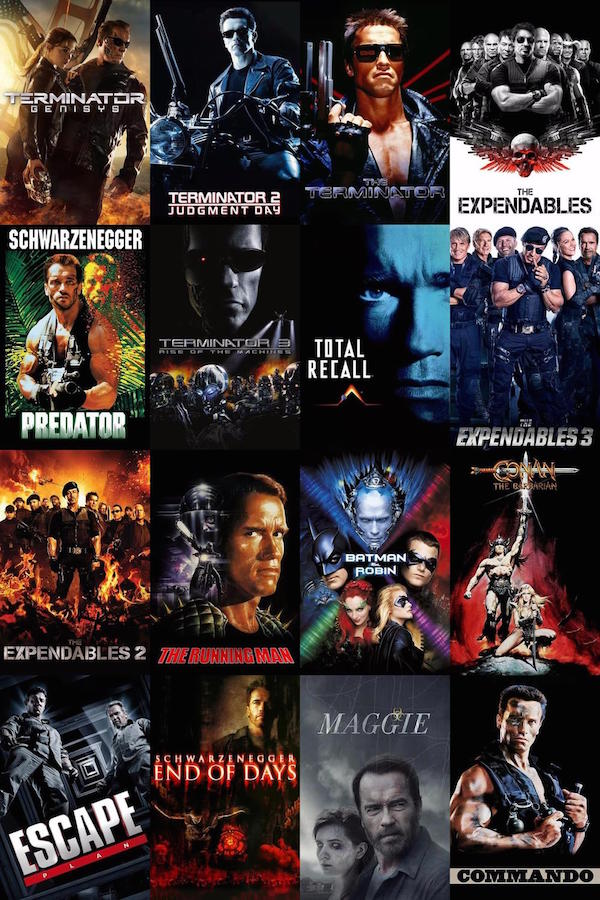 TERMINATOR
GENISYS
TERMINATOR 2
JUDGMENT DAY
THE
TERMINATOR
THE
EXPENDABLES
SCHWARZENEGGER
PREDATOR
TERMINATOR 3
RISE OF THE MACHINES
TOTAL
RECALL
THE
EXPENDABLES 3
THE
EXPENDABLES 2
THE RUNNING MAN
BATMAN
&
ROBIN
CONAN
THE BARBARIAN
ESCAPE
PLAN
SCHWARZENEGGER
END OF DAYS
MAGGIE
COMMANDO